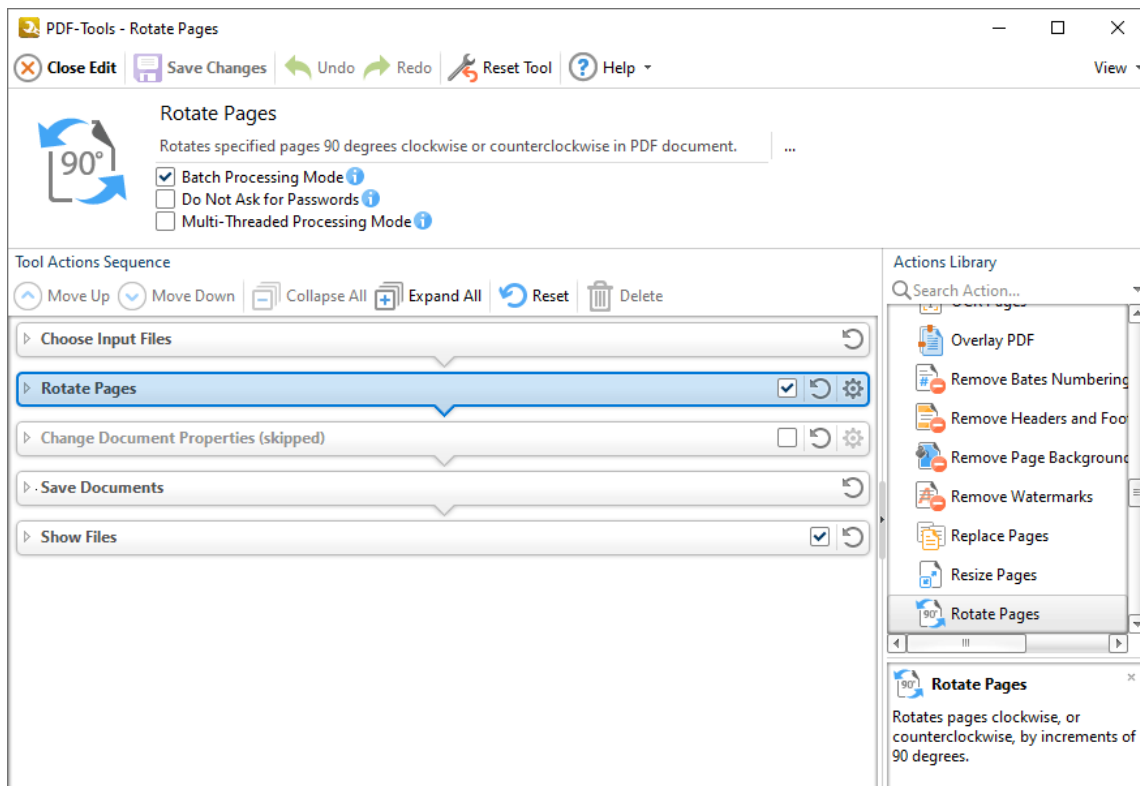 PDF-Tools - Rotate Pages
Close Edit Save Changes Undo Redo Reset Tool Help View
Rotate Pages
90°
Rotates specified pages 90 degrees clockwise or counterclockwise in PDF document. ...
Batch Processing Mode
Do Not Ask for Passwords
Multi-Threaded Processing Mode
Tool Actions Sequence
Move Up Move Down Collapse All Expand All Reset Delete
Choose Input Files
Rotate Pages
Change Document Properties (skipped)
Save Documents
Show Files
Actions Library
Search Action...
OCR Pages
Overlay PDF
Remove Bates Numbering
Remove Headers and Foo
Remove Page Background
Remove Watermarks
Replace Pages
Resize Pages
90° Rotate Pages
90° Rotate Pages
Rotates pages clockwise, or
counterclockwise, by increments of
90 degrees.